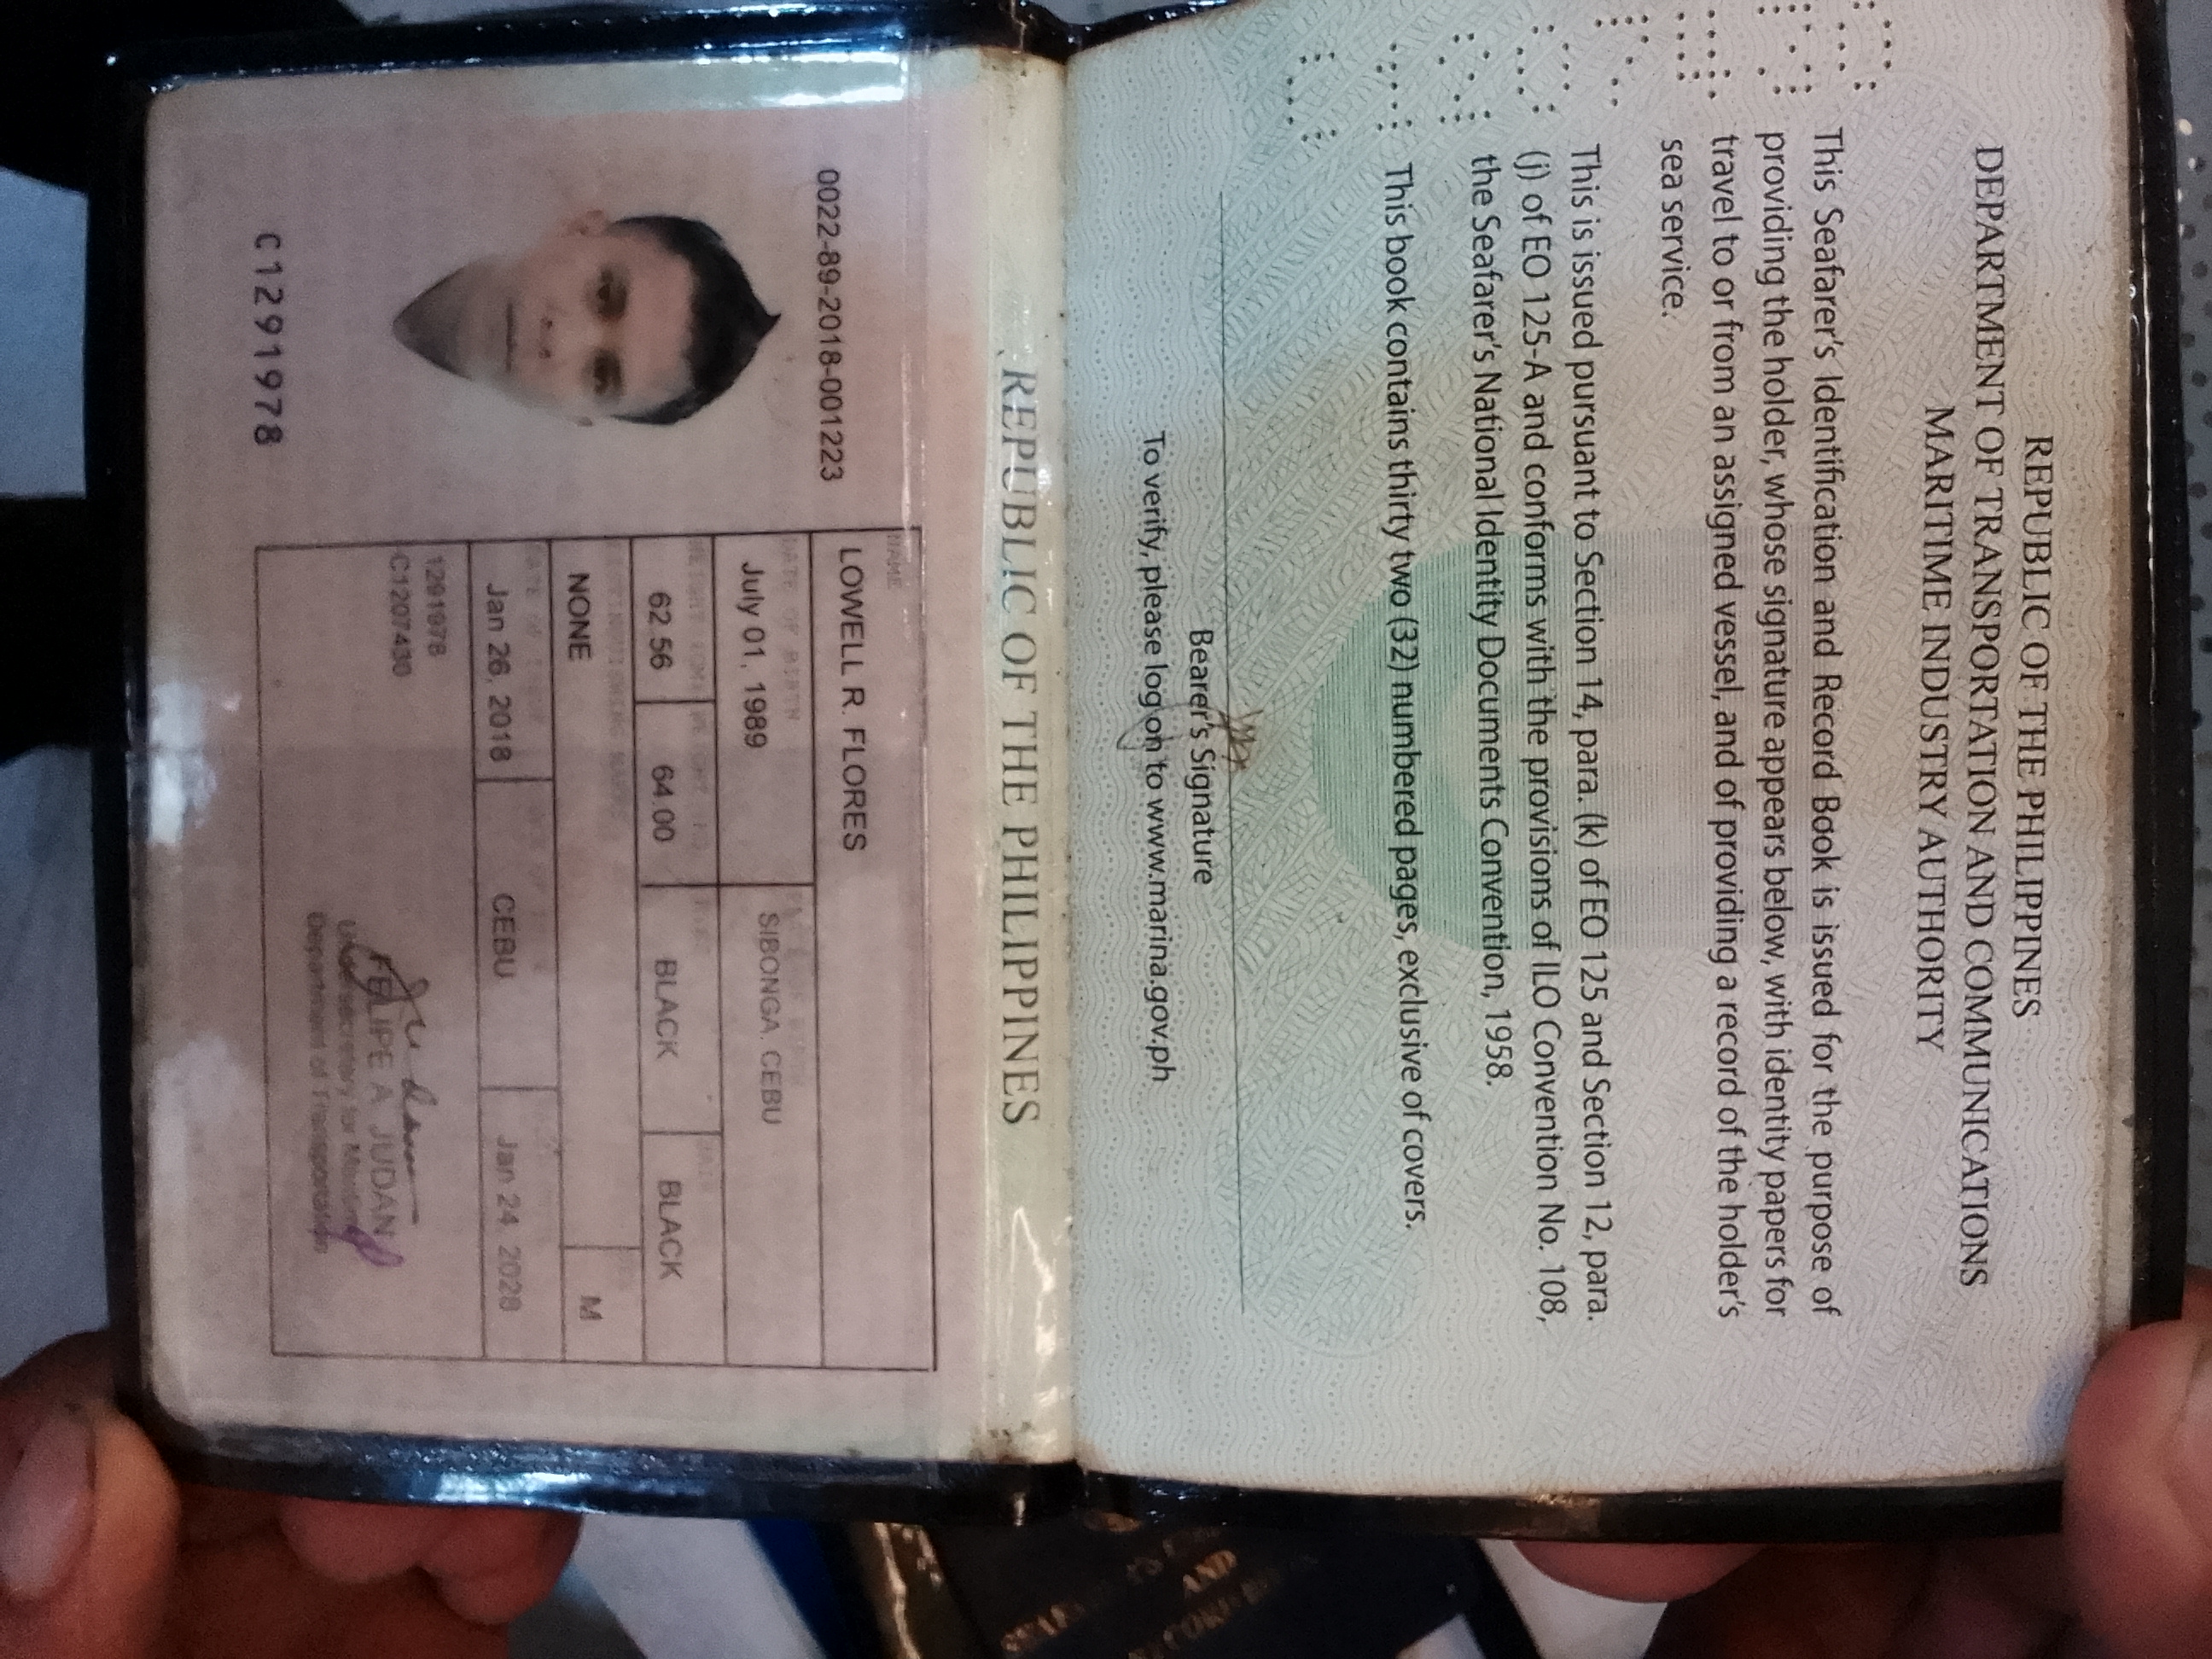 REPUBLIC OF THE PHILIPPINES
DEPARTMENT OF TRANSPORTATION AND COMMUNICATIONS
MARITIME INDUSTRY AUTHORITY
This Seafarer's Identification and Record Book is issued for the purpose of
providing the holder, whose signature appears below, with identity papers for
travel to or from an assigned vessel, and of providing a record of the holder's
sea service.
This is issued pursuant to Section 14, para. (k) of EO 125 and Section 12, para.
(j) of EO 125-A and conforms with the provisions of ILO Convention No. 108,
the Seafarer's National Identity Documents Convention, 1958.
This book contains thirty two (32) numbered pages, exclusive of covers.
Bearer's Signature
To verify, please log on to www.marina.gov.ph
REPUBLIC OF THE PHILIPPINES
0022-89-2018-001223
C1291978
NAME
LOWELL R. FLORES
DATE OF BIRTH
July 01, 1989
SIBONGA, CEBU
62.56
64.00
BLACK
BLACK
NONE
M
Jan 26, 2018
CEBU
Jan 24, 2028
1291978
C1207430
FELIPE A. JUDAN
Undersecretary for Maritime
Department of Transportation
AND